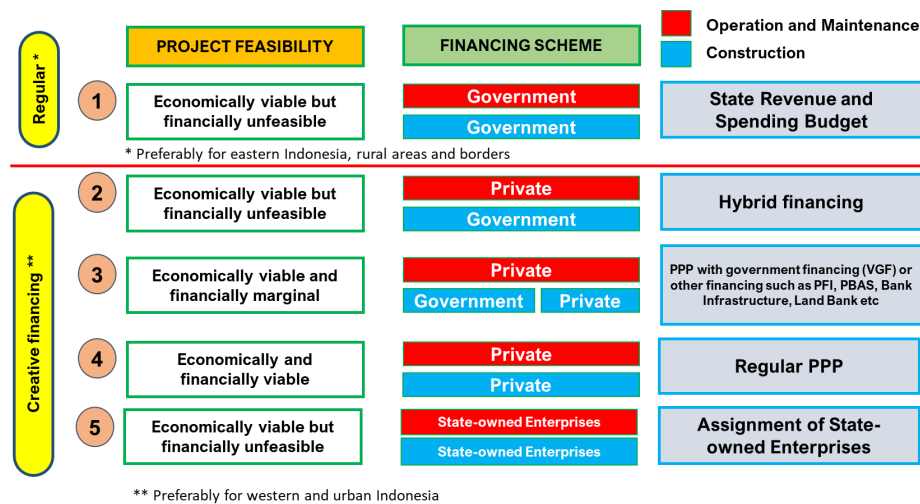 PROJECT FEASIBILITY
FINANCING SCHEME
Operation and Maintenance
Construction
Regular *
1
Economically viable but
financially unfeasible
Government
Government
State Revenue and
Spending Budget
* Preferably for eastern Indonesia, rural areas and borders
Creative financing **
2
Economically viable but
financially unfeasible
Private
Government
Hybrid financing
3
Economically viable and
financially marginal
Private
Government
Private
PPP with government financing (VGF) or
other financing such as PFI, PBAS, Bank
Infrastructure, Land Bank etc
4
Economically and
financially viable
Private
Private
Regular PPP
5
Economically viable but
financially unfeasible
State-owned Enterprises
State-owned Enterprises
Assignment of State-
owned Enterprises
** Preferably for western and urban Indonesia